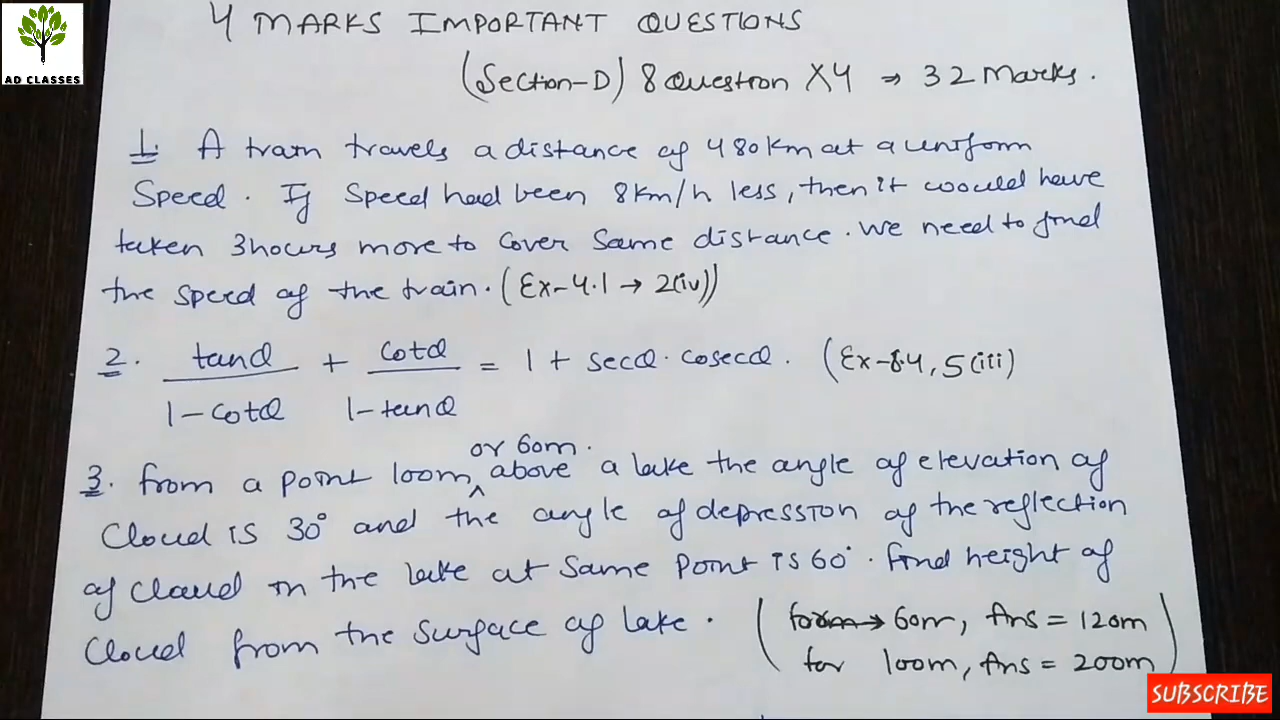 4 MARKS IMPORTANT QUESTIONS
AD CLASSES
(Section-D) 8 Question X4 ⇒ 32 Marks.
1. A train travels a distance of 480km at a uniform
Speed. If Speed had been 8km/h less, then it would have
taken 3hours more to cover same distance. We need to find
the speed of the train. (Ex-4.1 → 2(iv))
2. tanθ/(1-cotθ) + cotθ/(1-tanθ) = 1 + secθ.cosecθ. (Ex-8.4, 5(iii)
or 60m.
3. from a point 100m ^ above a lake the angle of elevation of
Cloud is 30° and the angle of depression of the reflection
of cloud in the lake at same point is 60°. find height of
Cloud from the surface of lake.
(→ 60m, Ans = 120m
for 100m, Ans = 200m)
SUBSCRIBE